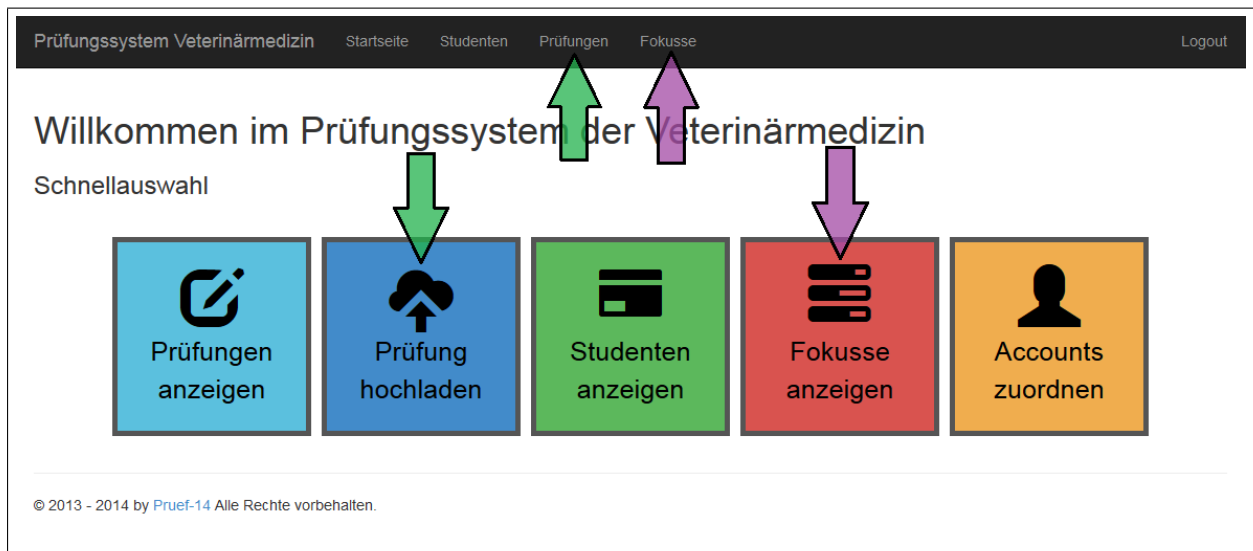 Prüfungssystem Veterinärmedizin Startseite Studenten Prüfungen Fokusse Logout
Willkommen im Prüfungssystem der Veterinärmedizin
Schnellauswahl
Prüfungen
anzeigen
Prüfung
hochladen
Studenten
anzeigen
Fokusse
anzeigen
Accounts
zuordnen
© 2013 - 2014 by Pruef-14 Alle Rechte vorbehalten.